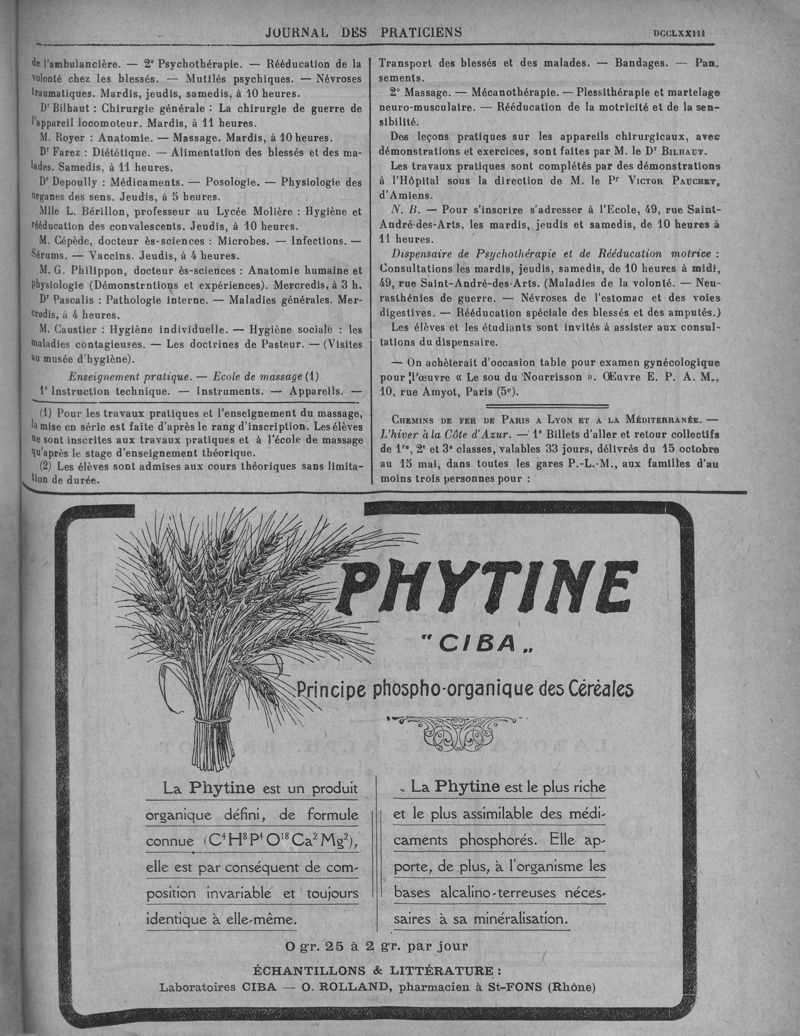 JOURNAL DES PRATICIENS
DCCLXXIII
de l'ambulancière. — 2° Psychothérapie. — Rééducation de la
volonté chez les blessés. — Mutilés psychiques. — Névroses
traumatiques. Mardis, jeudis, samedis, à 10 heures.
Dr Bilhaut : Chirurgie générale : La chirurgie de guerre de
l'appareil locomoteur. Mardis, à 11 heures.
M. Royer : Anatomie. — Massage. Mardis, à 10 heures.
Dr Farez : Diététique. — Alimentation des blessés et des ma-
lades. Samedis, à 11 heures.
Dr Depoully : Médicaments. — Posologie. — Physiologie des
organes des sens. Jeudis, à 5 heures.
Mlle L. Bérillon, professeur au Lycée Molière : Hygiène et
rééducation des convalescents. Jeudis, à 10 heures.
M. Cépède, docteur ès-sciences : Microbes. — Infections. —
Sérums. — Vaccins. Jeudis, à 4 heures.
M. G. Philippon, docteur ès-sciences : Anatomie humaine et
physiologie (Démonstrntions et expériences). Mercredis, à 3 h.
Dr Pascalis : Pathologie interne. — Maladies générales. Mer-
credis, à 4 heures.
M. Caustier : Hygiène individuelle. — Hygiène sociale : les
maladies contagieuses. — Les doctrines de Pasteur. — (Visites
au musée d'hygiène).
Enseignement pratique. — Ecole de massage (1)
1° Instruction technique. — Instruments. — Appareils. —
(1) Pour les travaux pratiques et l'enseignement du massage,
la mise en série est faite d'après le rang d'inscription. Les élèves
ne sont inscrites aux travaux pratiques et à l'école de massage
qu'après le stage d'enseignement théorique.
(2) Les élèves sont admises aux cours théoriques sans limita-
tion de durée.
Transport des blessés et des malades. — Bandages. — Pan-
sements.
2° Massage. — Mécanothérapie. — Plessithérapie et martelage
neuro-musculaire. — Rééducation de la motricité et de la sen-
sibilité.
Des leçons pratiques sur les appareils chirurgicaux, avec
démonstrations et exercices, sont faites par M. le Dr BILHAUT.
Les travaux pratiques sont complétés par des démonstrations
à l'Hôpital sous la direction de M. le Pr VICTOR PAUCHET,
d'Amiens.
N. B. — Pour s'inscrire s'adresser à l'Ecole, 49, rue Saint-
André-des-Arts, les mardis, jeudis et samedis, de 10 heures à
11 heures.
Dispensaire de Psychothérapie et de Rééducation motrice :
Consultations les mardis, jeudis, samedis, de 10 heures à midi,
49, rue Saint-André-des-Arts. (Maladies de la volonté. — Neu-
rasthénies de guerre. — Névroses de l'estomac et des voies
digestives. — Rééducation spéciale des blessés et des amputés.)
Les élèves et les étudiants sont invités à assister aux consul-
tations du dispensaire.
— On achèterait d'occasion table pour examen gynécologique
pour l'œuvre « Le sou du Nourrisson ». Œuvre E. P. A. M.,
10, rue Amyot, Paris (5e).
CHEMINS DE FER DE PARIS A LYON ET A LA MÉDITERRANÉE. —
L'hiver à la Côte d'Azur. — 1° Billets d'aller et retour collectifs
de 1re, 2e et 3e classes, valables 33 jours, délivrés du 15 octobre
au 15 mai, dans toutes les gares P.-L.-M., aux familles d'au
moins trois personnes pour :
PHYTINE
"CIBA„
Principe phospho-organique des Céréales
La Phytine est un produit
organique défini, de formule
connue (C⁴H⁸P⁴O¹⁸Ca²Mg²),
elle est par conséquent de com-
position invariable et toujours
identique à elle-même.
La Phytine est le plus riche
et le plus assimilable des médi-
caments phosphorés. Elle ap-
porte, de plus, à l'organisme les
bases alcalino-terreuses néces-
saires à sa minéralisation.
0 gr. 25 à 2 gr. par jour
ÉCHANTILLONS & LITTÉRATURE :
Laboratoires CIBA — O. ROLLAND, pharmacien à St-FONS (Rhône)